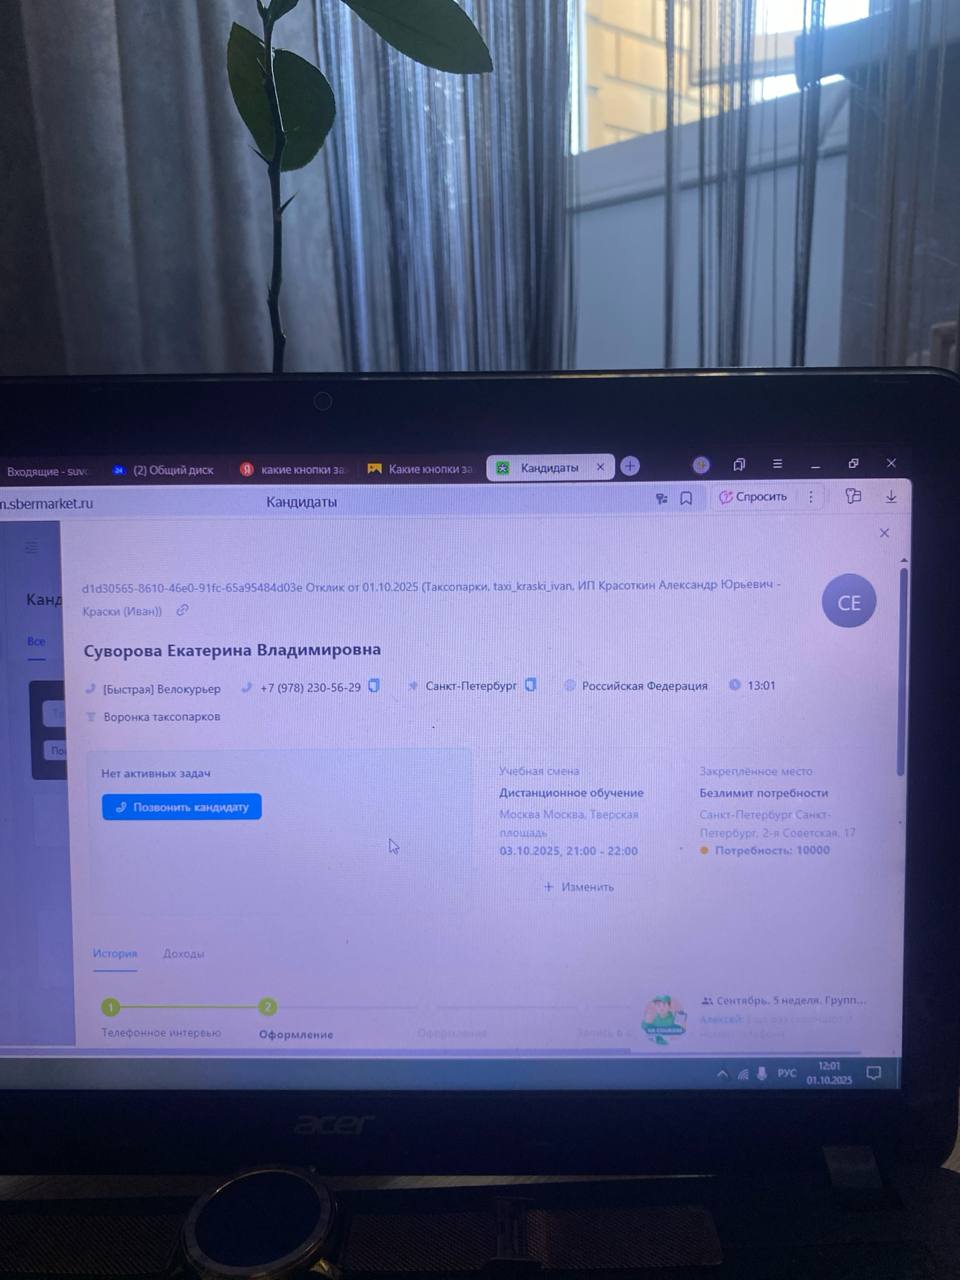 Входящие - suvo
(2) Общий диск
какие кнопки за
Какие кнопки за
Кандидаты
n.sbermarket.ru
Кандидаты
Спросить
Канд
Все
По
d1d30565-8610-46e0-91fc-65a95484d03e Отклик от 01.10.2025 (Таксопарки, taxi_kraski_ivan, ИП Красоткин Александр Юрьевич -
Краски (Иван))
СЕ
Суворова Екатерина Владимировна
[Быстрая] Велокурьер
+7 (978) 230-56-29
Санкт-Петербург
Российская Федерация
13:01
Воронка таксопарков
Нет активных задач
Позвонить кандидату
Учебная смена
Дистанционное обучение
Москва Москва, Тверская
площадь
03.10.2025, 21:00 - 22:00
+ Изменить
Закреплённое место
Безлимит потребности
Санкт-Петербург Санкт-
Петербург, 2-я Советская, 17
Потребность: 10000
История
Доходы
1
2
Телефонное интервью
Оформление
Оформление
Запись в с
Сентябрь. 5 неделя. Групп...
Алексей:
РУС
12:01
01.10.2025
acer